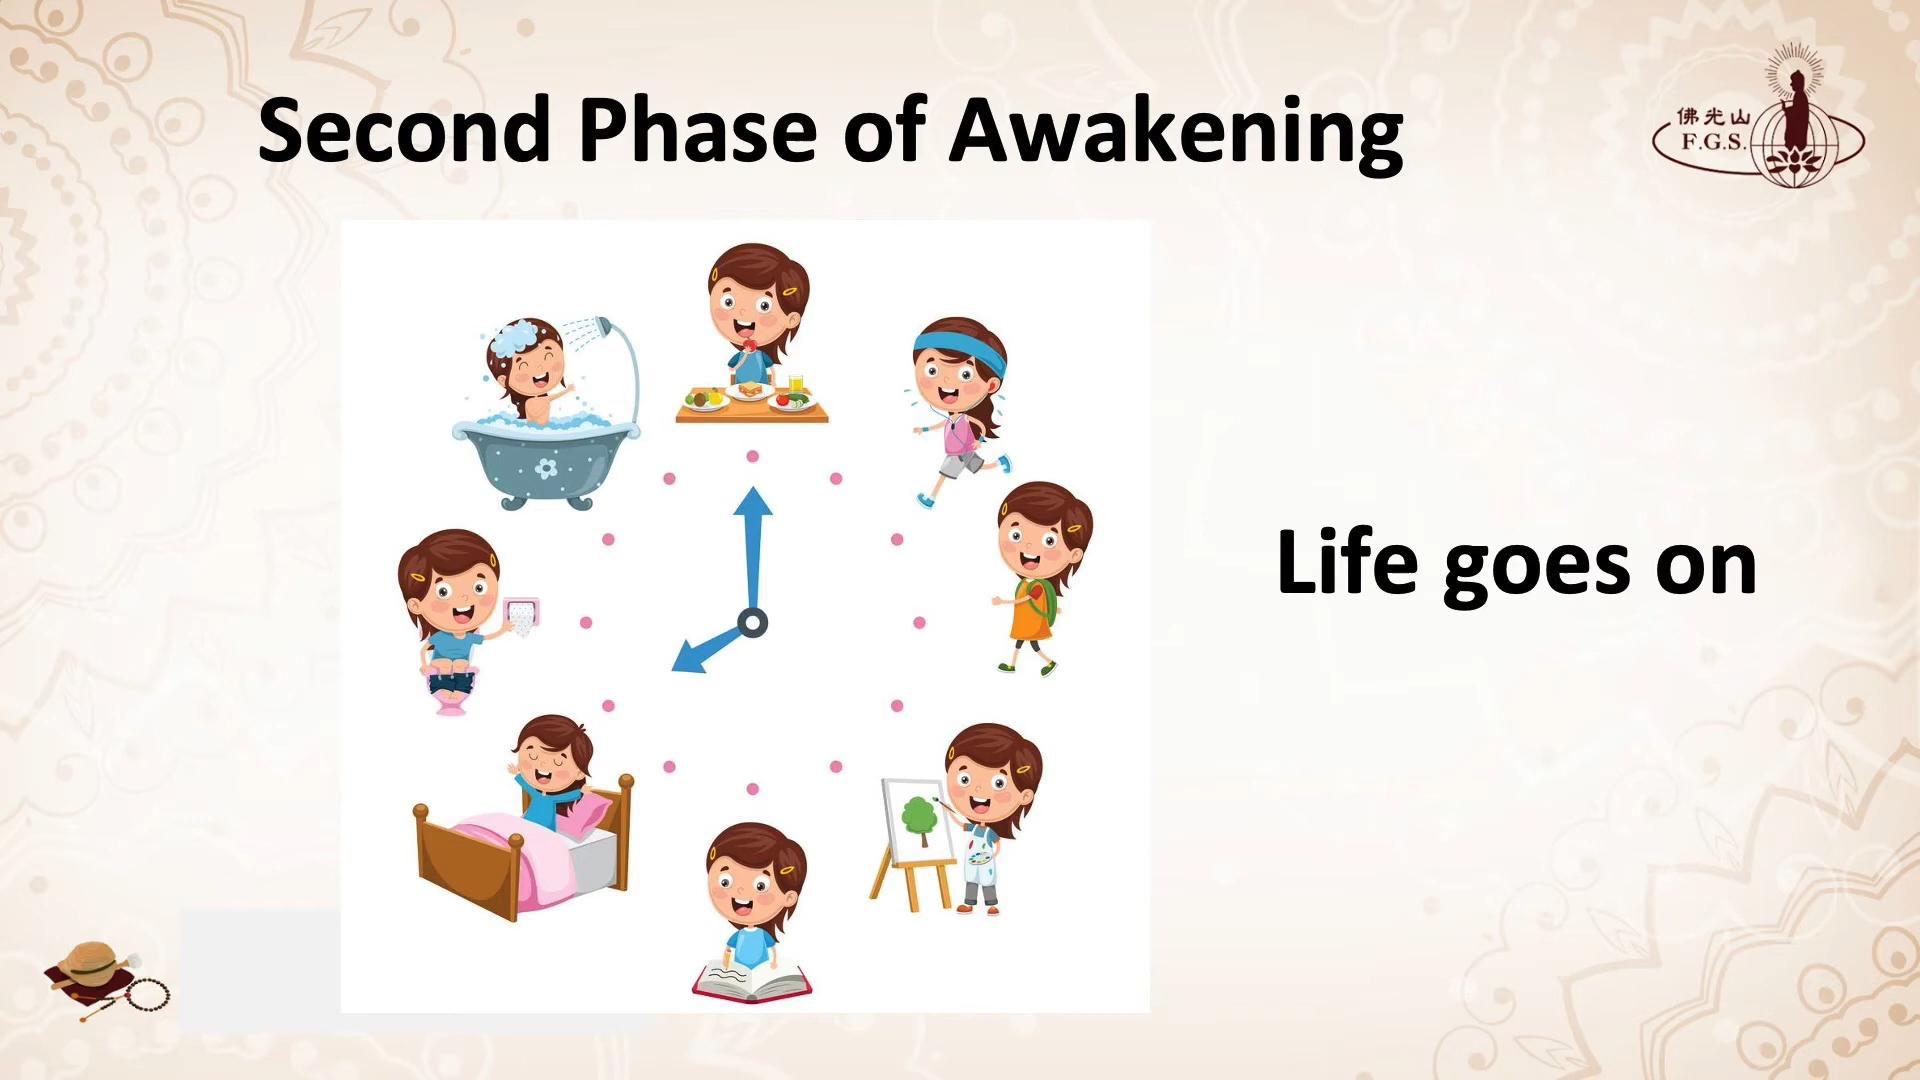 Second Phase of Awakening
佛光山
F.G.S.
Life goes on